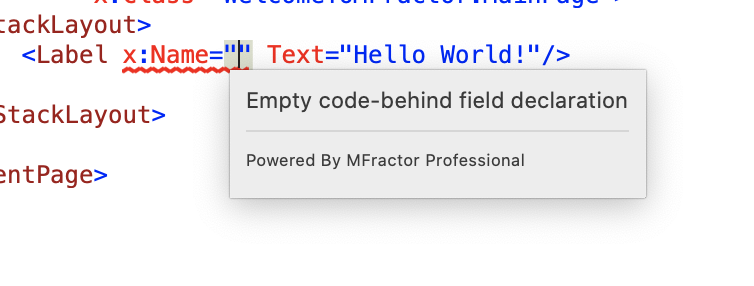 x:Class="WelcomeToMFractor.MainPage">
tackLayout>
<Label x:Name="" Text="Hello World!"/>
Empty code-behind field declaration
StackLayout>
Powered By MFractor Professional
entPage>